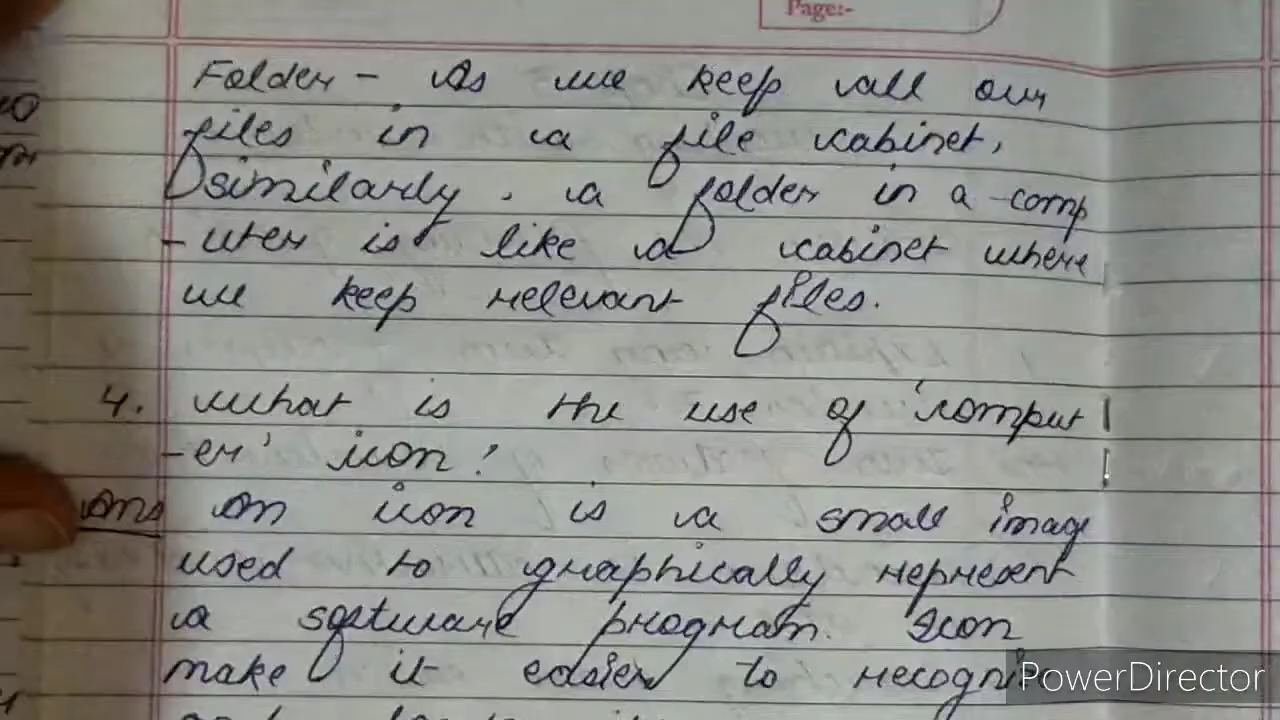 Page:-
Folder - As we keep all our
files in a file cabinet,
similarly, a folder in a comp
-uter is like a cabinet where
we keep relevant files.
4. What is the use of 'comput
-er' icon?
Ans An icon is a small image
used to graphically represent
a software program. Icon
make it easier to
PowerDirector